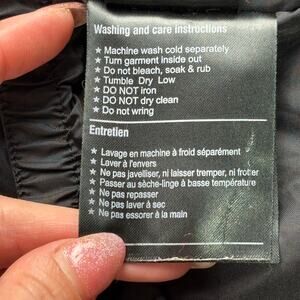 Washing and care instructions
★ Machine wash cold separately
★ Turn garment inside out
★ Do not bleach, soak & rub
★ Tumble Dry Low
★ DO NOT iron
★ DO NOT dry clean
★ Do not wring
Entretien
★ Lavage en machine à froid séparément
★ Laver à l'envers
★ Ne pas javelliser, ni laisser tremper, ni frotter
★ Passer au sèche-linge à basse température
★ Ne pas repasser
★ Ne pas laver à sec
★ Ne pas essorer à la main